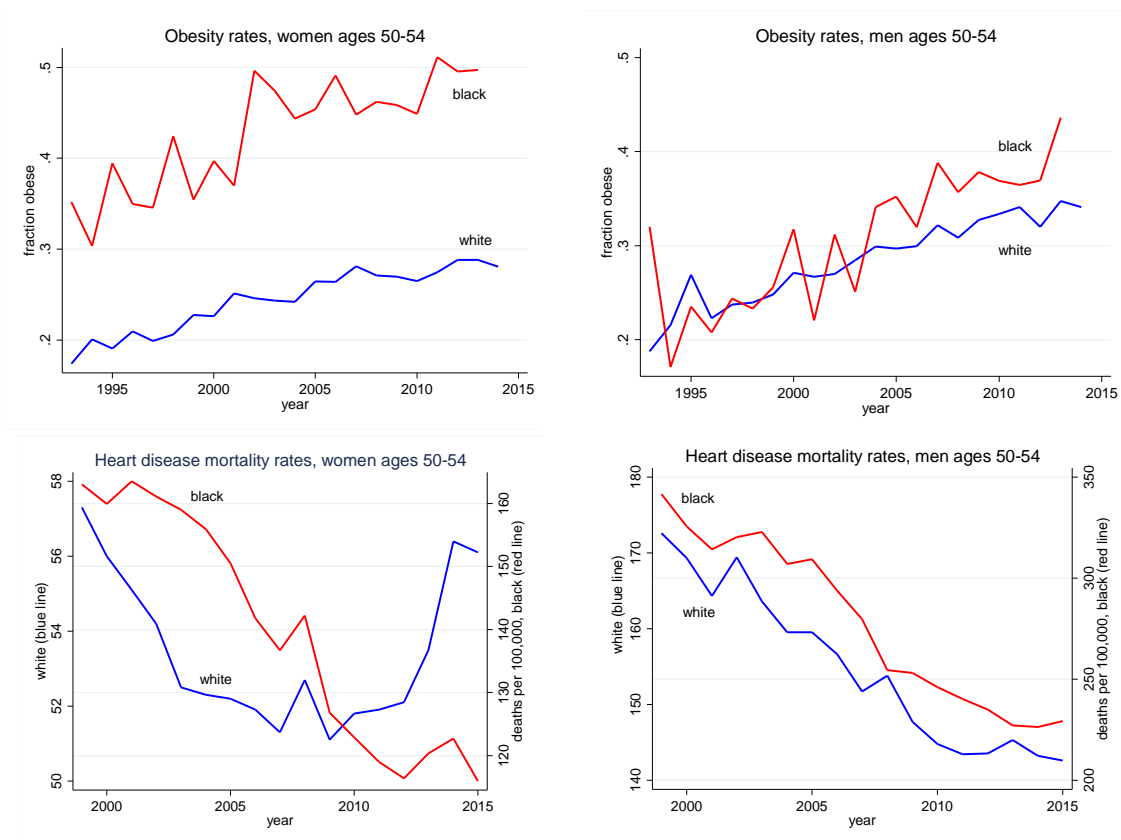 Obesity rates, women ages 50-54
fraction obese
.5
.4
.3
.2
black
white
1995 2000 2005 2010 2015
year
Obesity rates, men ages 50-54
fraction obese
.5
.4
.3
.2
black
white
1995 2000 2005 2010 2015
year
Heart disease mortality rates, women ages 50-54
white (blue line)
58
56
54
52
50
black
white
160
150
140
130
120
deaths per 100,000, black (red line)
2000 2005 2010 2015
year
Heart disease mortality rates, men ages 50-54
white (blue line)
180
170
160
150
140
black
white
350
300
250
200
deaths per 100,000, black (red line)
2000 2005 2010 2015
year